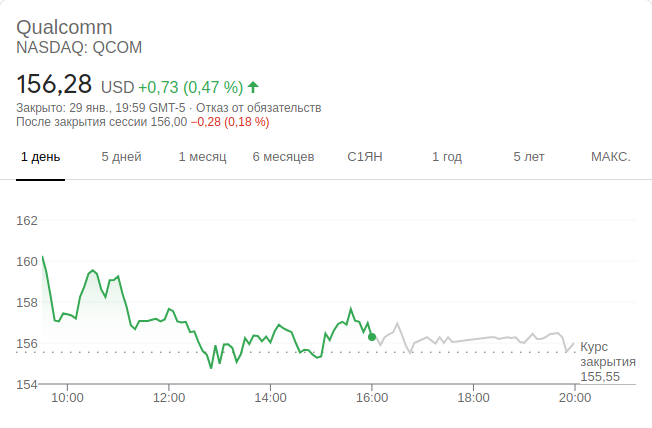 Qualcomm
NASDAQ: QCOM
156,28 USD +0,73 (0,47 %)
Закрыто: 29 янв., 19:59 GMT-5 · Отказ от обязательств
После закрытия сессии 156,00 −0,28 (0,18 %)
1 день 5 дней 1 месяц 6 месяцев С1ЯН 1 год 5 лет МАКС.
162
160
158
156
154
Курс
закрытия
155,55
10:00 12:00 14:00 16:00 18:00 20:00